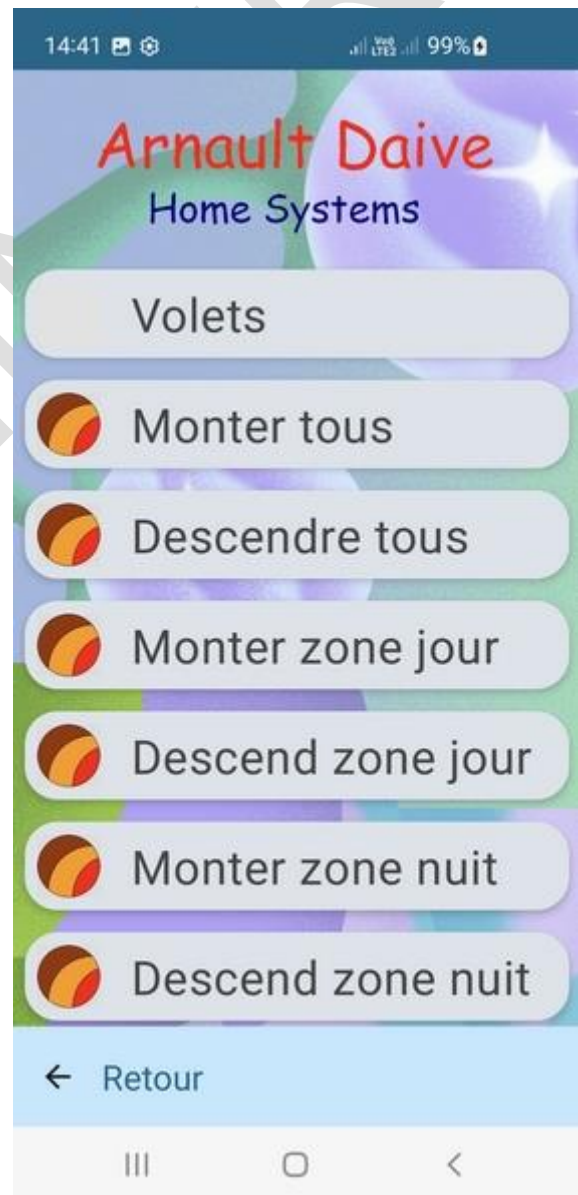 14:41 99%
Arnault Daive
Home Systems
Volets
Monter tous
Descendre tous
Monter zone jour
Descend zone jour
Monter zone nuit
Descend zone nuit
Retour